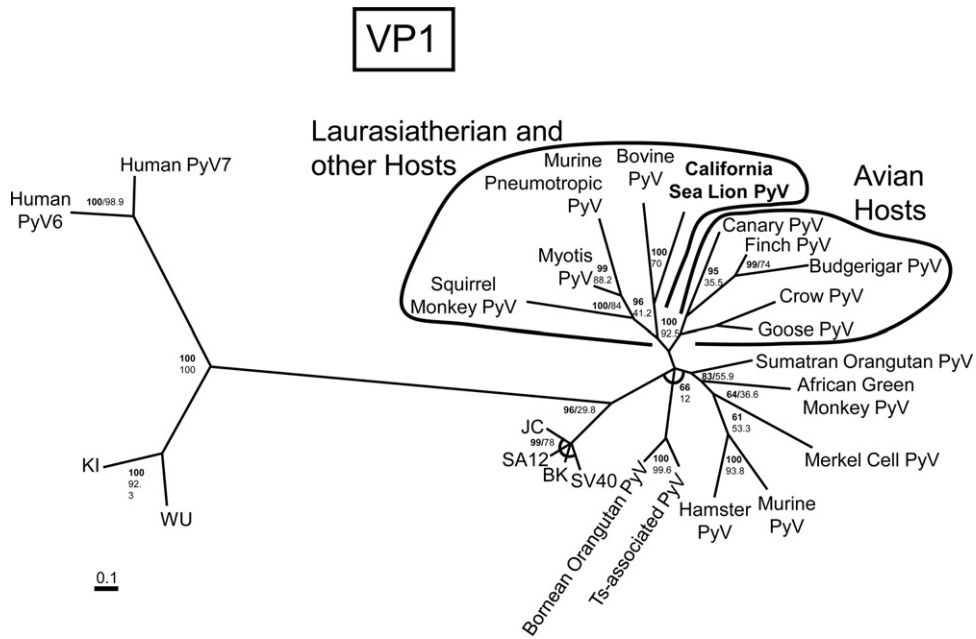 VP1
Laurasiatherian and
other Hosts
Avian
Hosts
Human PyV7
Human
PyV6
100/98.9
Murine
Pneumotropic
PyV
Bovine
PyV
California
Sea Lion PyV
Canary PyV
Finch PyV
Budgerigar PyV
Crow PyV
Goose PyV
Myotis
PyV
Squirrel
Monkey PyV
99
88.2
100/84
96
41.2
100
70
100
92.5
95
35.5
99/74
100
100
Sumatran Orangutan PyV
African Green
Monkey PyV
Merkel Cell PyV
83/55.9
64/36.6
66
12
61
53.3
96/29.8
JC
99/78
SA12
BK
SV40
100
99.6
100
93.8
Bornean Orangutan PyV
Ts-associated PyV
Hamster
PyV
Murine
PyV
KI
100
92.
3
WU
0.1